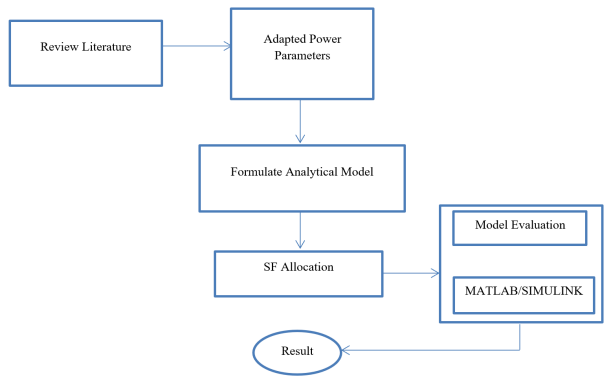 Review Literature
Adapted Power
Parameters
Formulate Analytical Model
SF Allocation
Model Evaluation
MATLAB/SIMULINK
Result